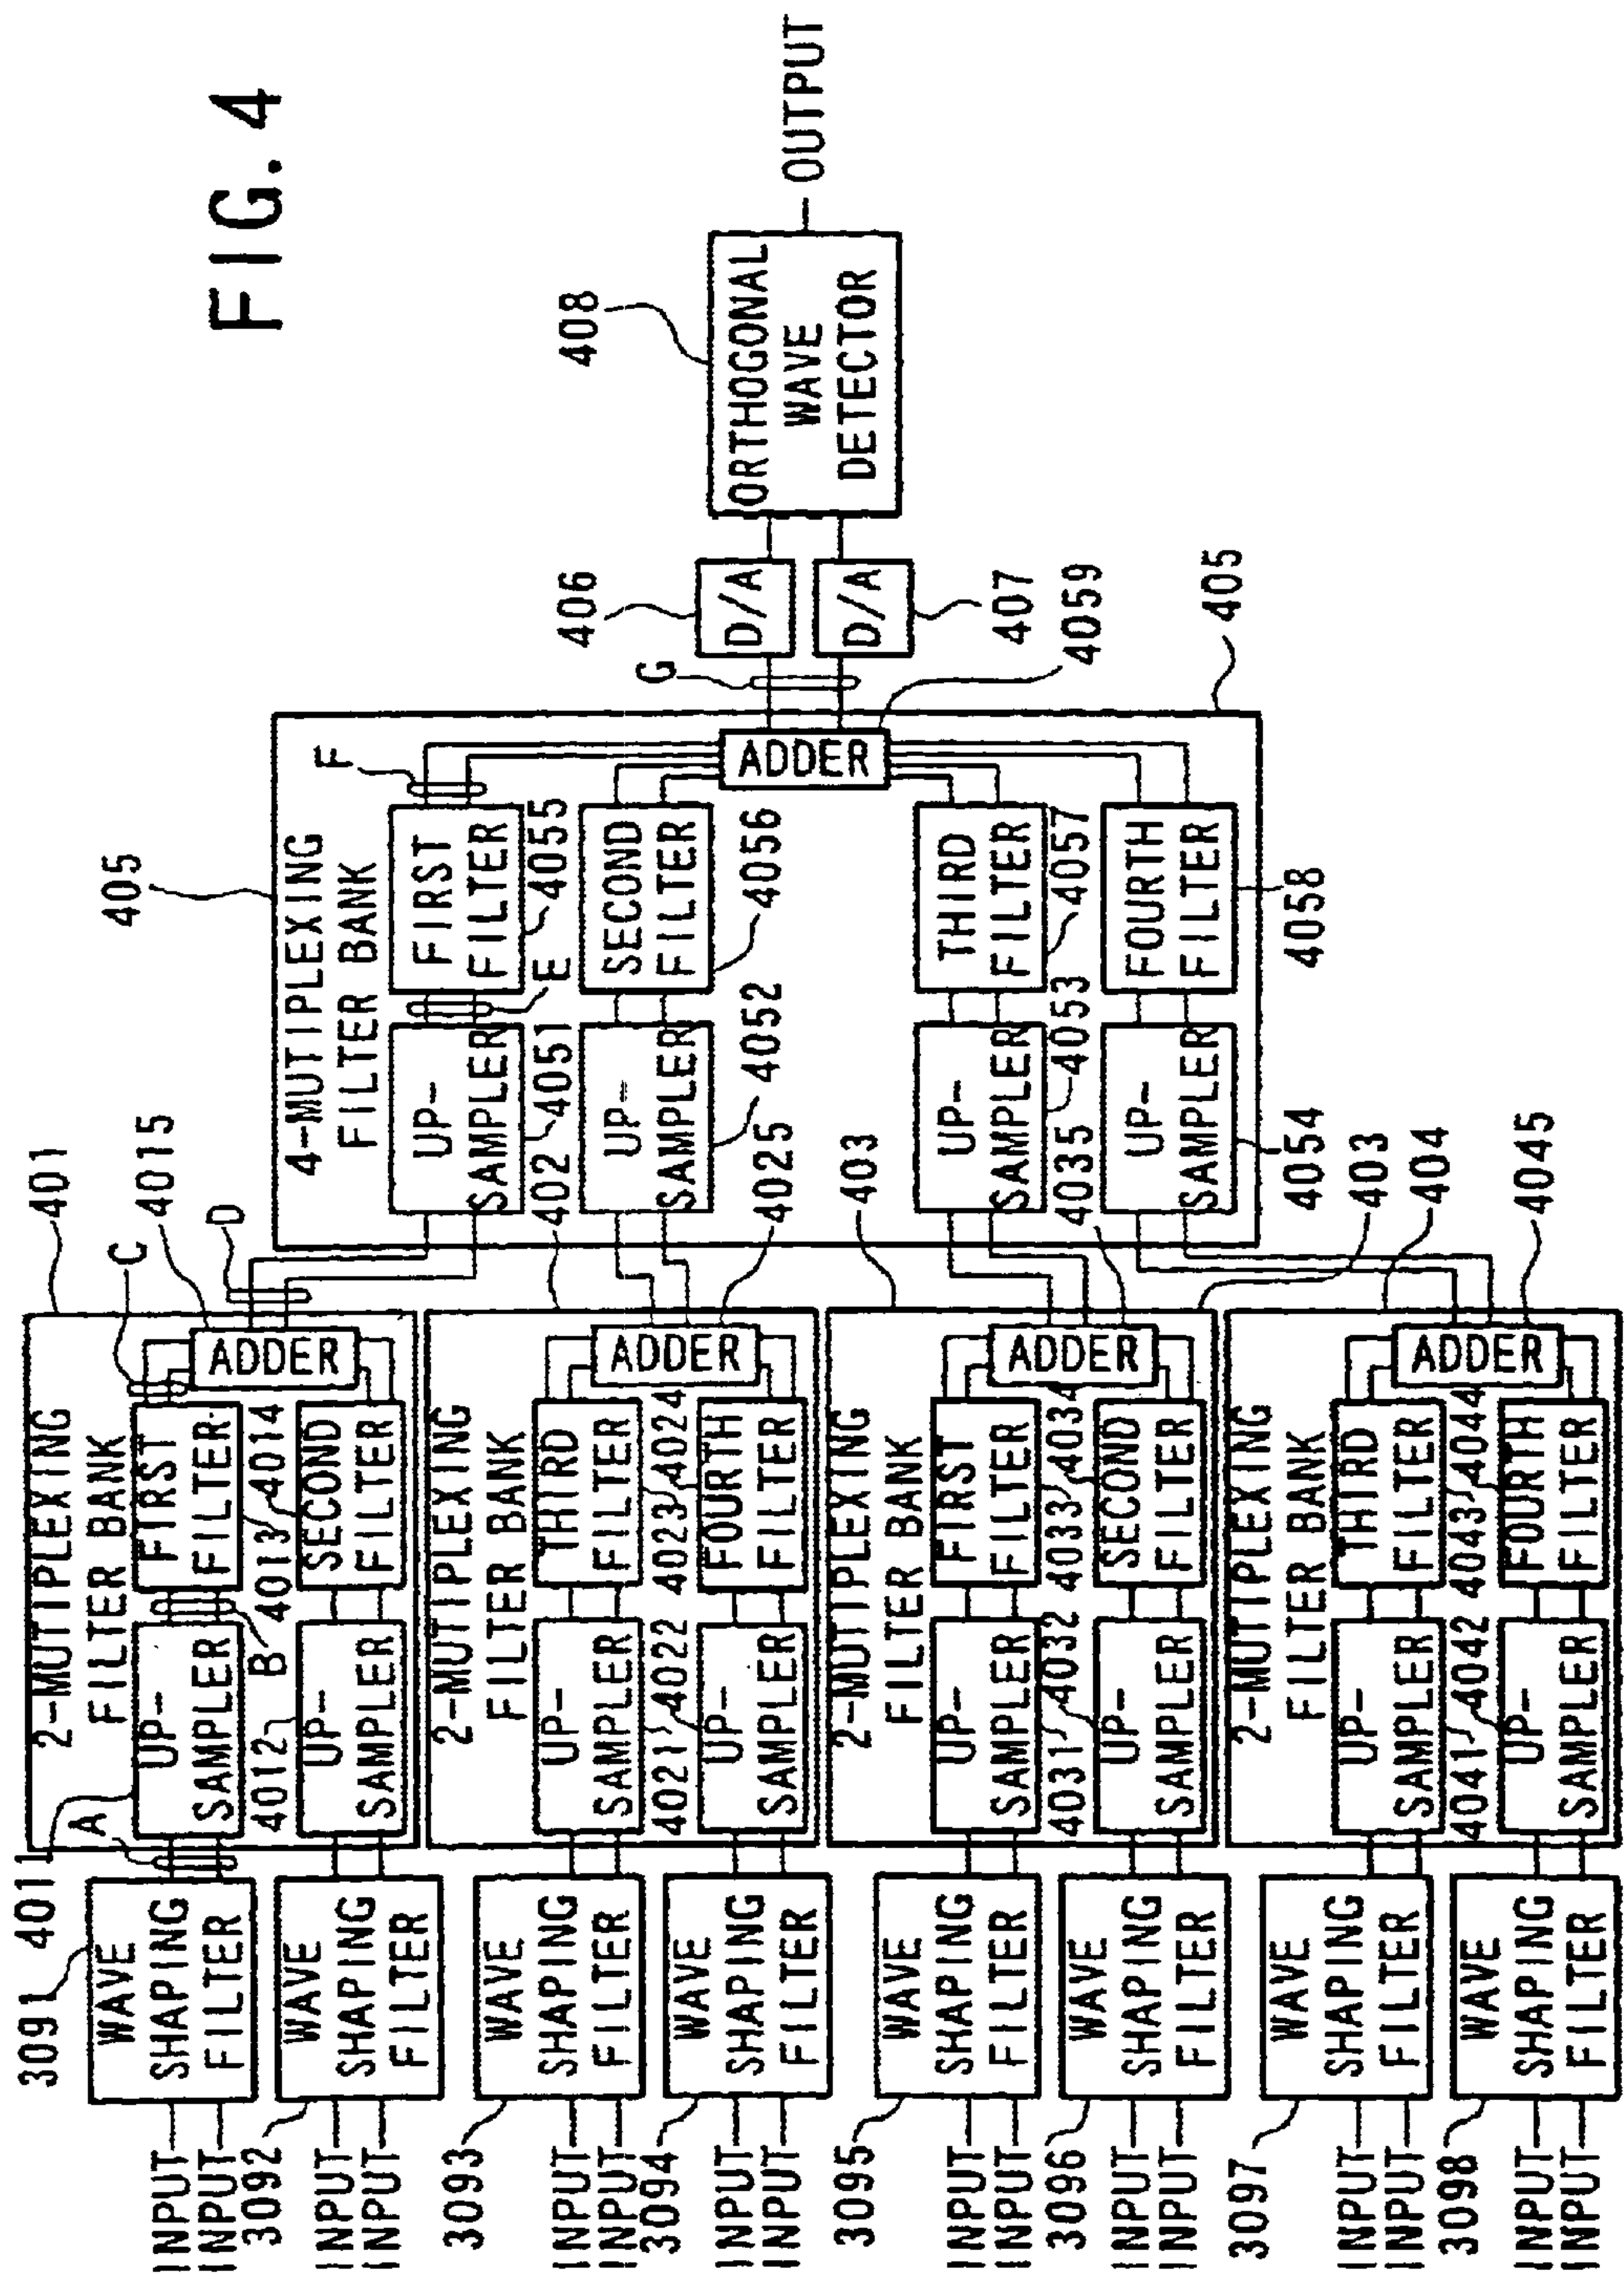 FIG. 4
INPUT
INPUT
3091
WAVE
SHAPING
FILTER
INPUT
INPUT
3092
WAVE
SHAPING
FILTER
INPUT
INPUT
3093
WAVE
SHAPING
FILTER
INPUT
INPUT
3094
WAVE
SHAPING
FILTER
INPUT
INPUT
3095
WAVE
SHAPING
FILTER
INPUT
INPUT
3096
WAVE
SHAPING
FILTER
INPUT
INPUT
3097
WAVE
SHAPING
FILTER
INPUT
INPUT
3098
WAVE
SHAPING
FILTER
401
2-MUTIPLEXING
FILTER BANK
4011
A
UP-
SAMPLER
B
FIRST
FILTER
C
4012
4013
4014
UP-
SAMPLER
SECOND
FILTER
ADDER
4015
D
402
2-MUTIPLEXING
FILTER BANK
UP-
SAMPLER
THIRD
FILTER
4021
4022
4023
4024
UP-
SAMPLER
FOURTH
FILTER
ADDER
4025
403
2-MUTIPLEXING
FILTER BANK
UP-
SAMPLER
FIRST
FILTER
4031
4032
4033
4034
UP-
SAMPLER
SECOND
FILTER
ADDER
4035
403
404
2-MUTIPLEXING
FILTER BANK
UP-
SAMPLER
THIRD
FILTER
4041
4042
4043
4044
UP-
SAMPLER
FOURTH
FILTER
ADDER
4045
405
4-MUTIPLEXING
FILTER BANK
UP-
SAMPLER
4051
E
FIRST
FILTER
4055
F
UP-
SAMPLER
4052
SECOND
FILTER
4056
UP-
SAMPLER
4053
THIRD
FILTER
4057
UP-
SAMPLER
4054
FOURTH
FILTER
4058
ADDER
4059
405
G
406
D/A
D/A
407
408
ORTHOGONAL
WAVE
DETECTOR
OUTPUT